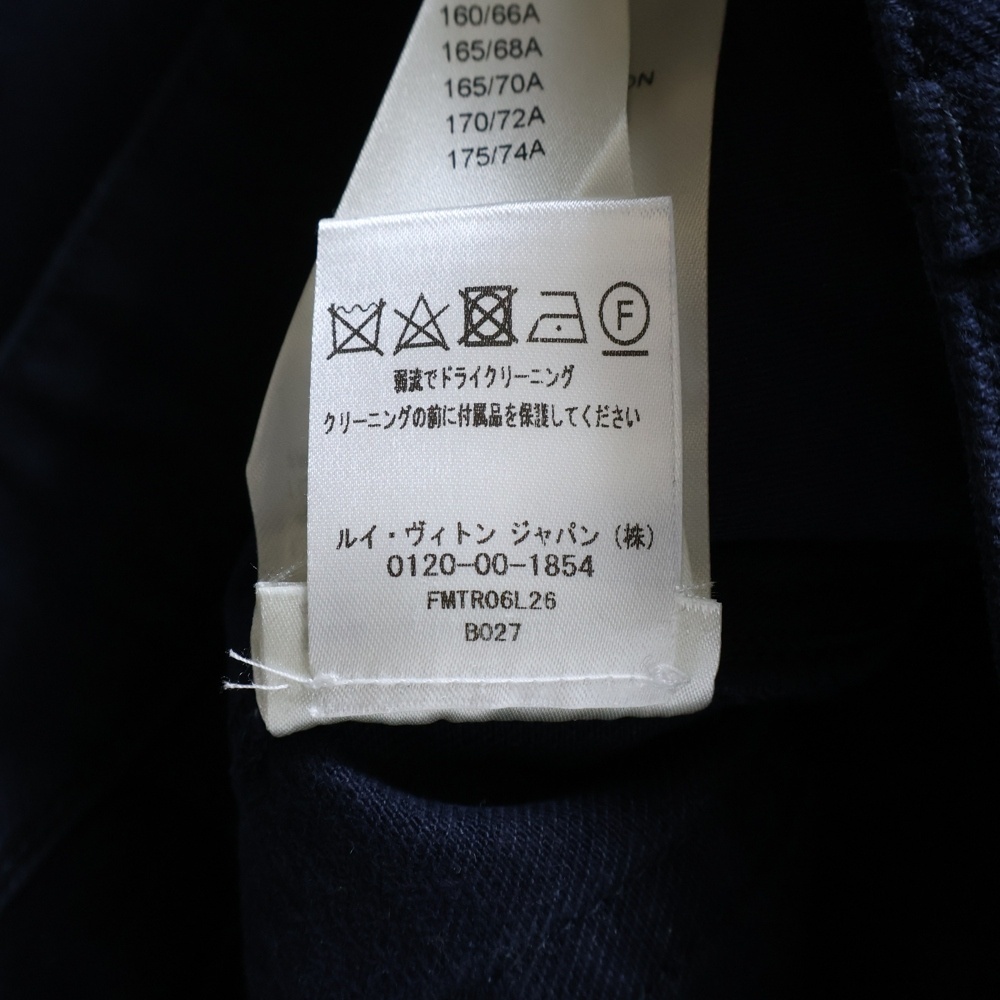 160/66A
165/68A
165/70A
170/72A
175/74A
ON
F
弱流でドライクリーニング
クリーニングの前に付属品を保護してください
ルイ・ヴィトン ジャパン (株)
0120-00-1854
FMTR06L26
B027